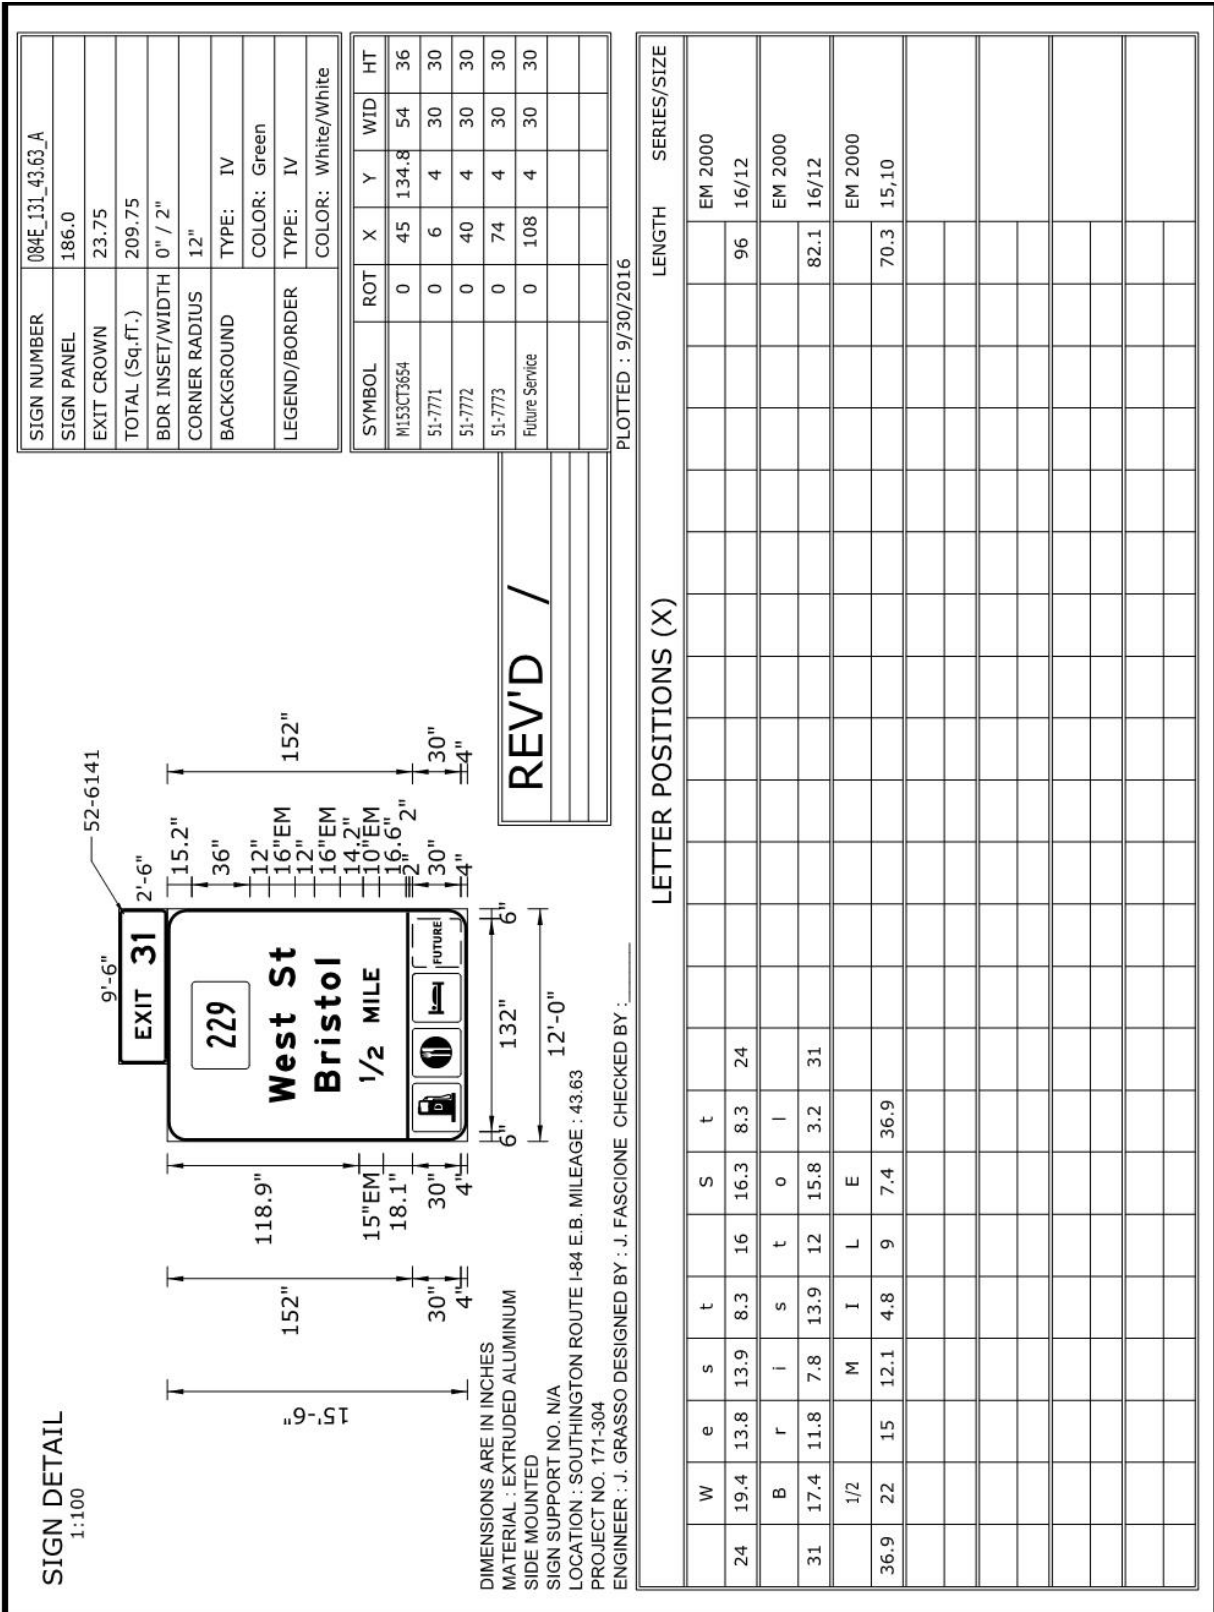 SIGN DETAIL
1:100
15'-6"
152"
30"
4"
118.9"
15"EM
18.1"
30"
4"
9'-6"
2'-6"
52-6141
EXIT 31
229
West St
Bristol
1/2 MILE
FUTURE
15.2"
36"
12"
16"EM
12"
16"EM
14.2"
10"EM
16.6"
2"
2"
30"
4"
152"
30"
4"
6"
132"
6"
12'-0"
SIGN NUMBER 084E_131_43.63_A
SIGN PANEL 186.0
EXIT CROWN 23.75
TOTAL (Sq.fT.) 209.75
BDR INSET/WIDTH 0" / 2"
CORNER RADIUS 12"
BACKGROUND TYPE: IV
COLOR: Green
LEGEND/BORDER TYPE: IV
COLOR: White/White
SYMBOL ROT X Y WID HT
M153CT3654 0 45 134.8 54 36
51-7771 0 6 4 30 30
51-7772 0 40 4 30 30
51-7773 0 74 4 30 30
Future Service 0 108 4 30 30
REV'D /
DIMENSIONS ARE IN INCHES
MATERIAL : EXTRUDED ALUMINUM
SIDE MOUNTED
SIGN SUPPORT NO. N/A
LOCATION : SOUTHINGTON ROUTE I-84 E.B. MILEAGE : 43.63
PROJECT NO. 171-304
ENGINEER : J. GRASSO DESIGNED BY : J. FASCIONE CHECKED BY :______
PLOTTED : 9/30/2016
LETTER POSITIONS (X) LENGTH SERIES/SIZE
W e s t S t EM 2000
24 19.4 13.8 13.9 8.3 16 16.3 8.3 24 96 16/12
B r i s t o l EM 2000
31 17.4 11.8 7.8 13.9 12 15.8 3.2 31 82.1 16/12
1/2 M I L E EM 2000
36.9 22 15 12.1 4.8 9 7.4 36.9 70.3 15,10